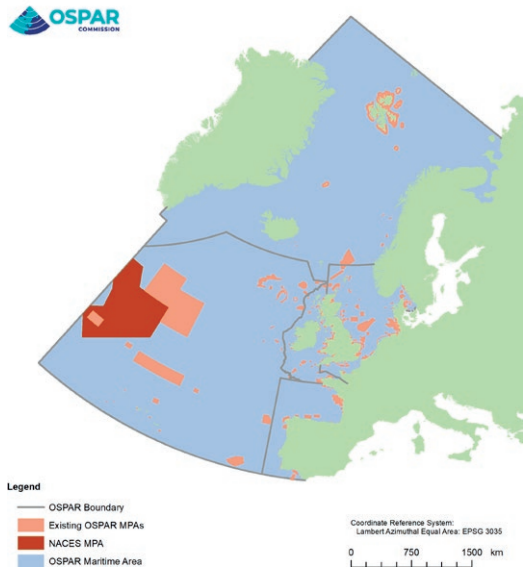 OSPAR
COMMISSION
Legend
OSPAR Boundary
Existing OSPAR MPAs
NACES MPA
OSPAR Maritime Area
Coordinate Reference System:
Lambert Azimuthal Equal Area: EPSG 3035
0 750 1500 km